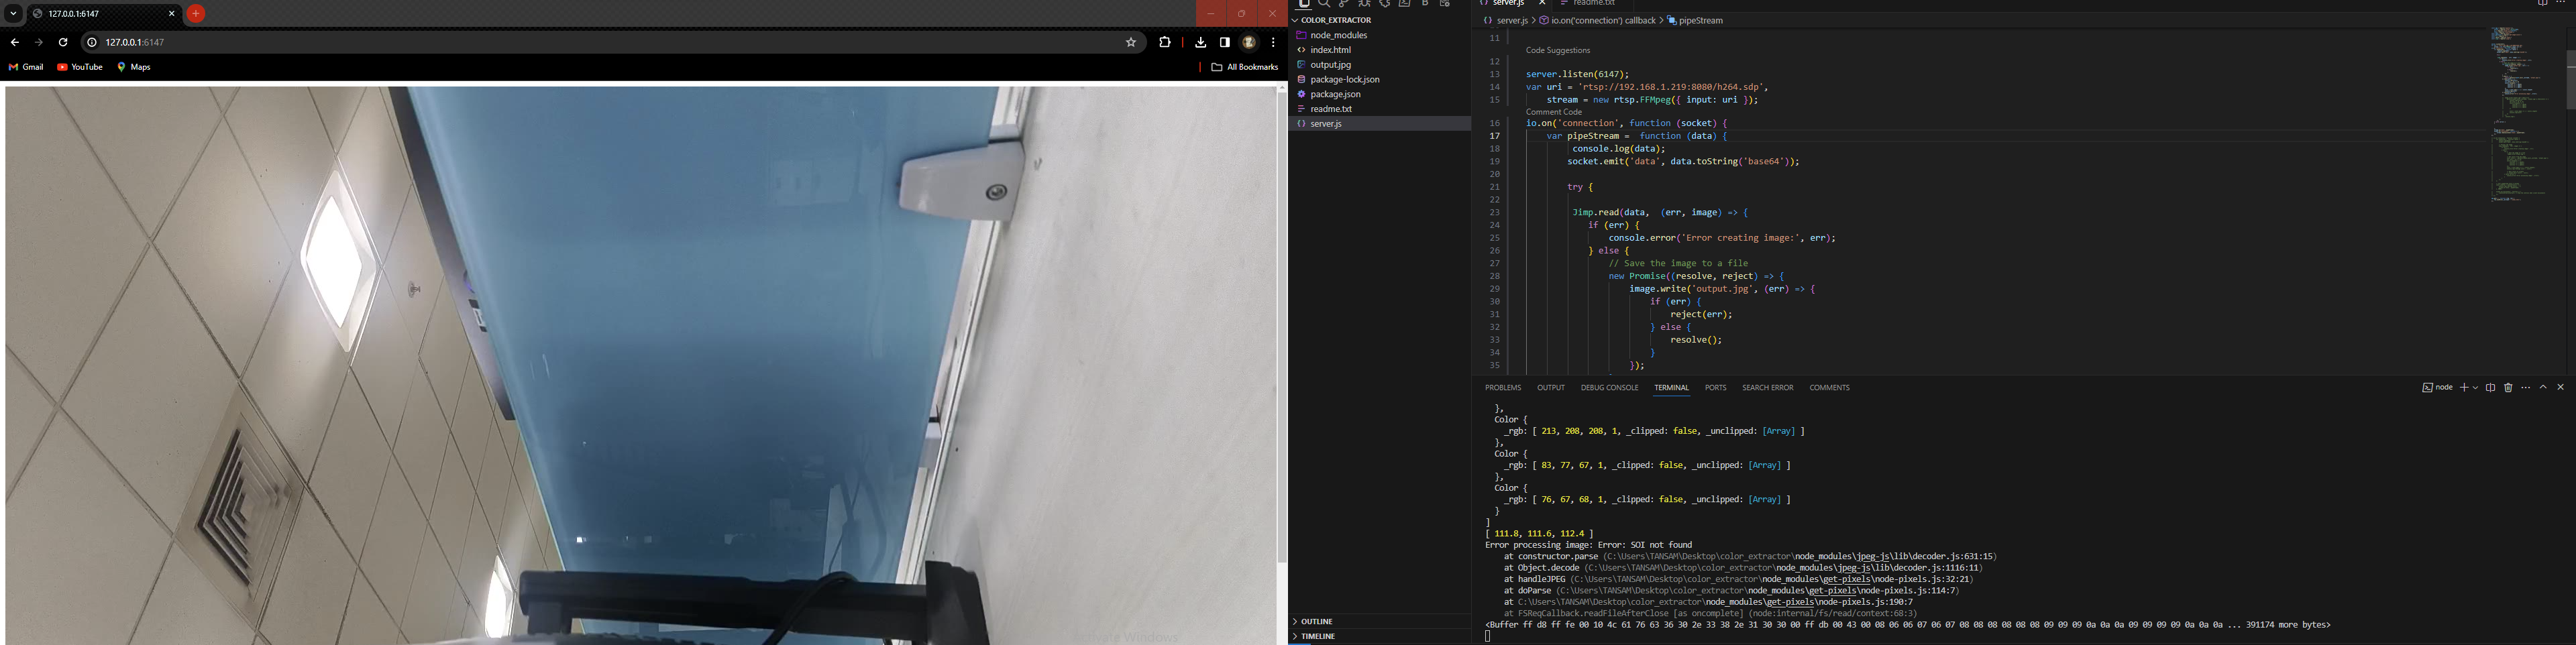 127.0.0.1:6147
127.0.0.1:6147
Gmail YouTube Maps
All Bookmarks
Activate Windows
COLOR_EXTRACTOR
node_modules
index.html
output.jpg
package-lock.json
package.json
readme.txt
server.js
OUTLINE
TIMELINE
server.js readme.txt
server.js > io.on('connection') callback > pipeStream
11
Code Suggestions
12
13 server.listen(6147);
14 var uri = 'rtsp://192.168.1.219:8080/h264.sdp',
15 stream = new rtsp.FFMpeg({ input: uri });
Comment Code
16 io.on('connection', function (socket) {
17 var pipeStream = function (data) {
18 console.log(data);
19 socket.emit('data', data.toString('base64'));
20
21 try {
22
23 Jimp.read(data, (err, image) => {
24 if (err) {
25 console.error('Error creating image:', err);
26 } else {
27 // Save the image to a file
28 new Promise((resolve, reject) => {
29 image.write('output.jpg', (err) => {
30 if (err) {
31 reject(err);
32 } else {
33 resolve();
34 }
35 });
PROBLEMS OUTPUT DEBUG CONSOLE TERMINAL PORTS SEARCH ERROR COMMENTS
node
},
Color {
_rgb: [ 213, 208, 208, 1, _clipped: false, _unclipped: [Array] ]
},
Color {
_rgb: [ 83, 77, 67, 1, _clipped: false, _unclipped: [Array] ]
},
Color {
_rgb: [ 76, 67, 68, 1, _clipped: false, _unclipped: [Array] ]
}
]
[ 111.8, 111.6, 112.4 ]
Error processing image: Error: SOI not found
at constructor.parse (C:\Users\TANSAM\Desktop\color_extractor\node_modules\jpeg-js\lib\decoder.js:631:15)
at Object.decode (C:\Users\TANSAM\Desktop\color_extractor\node_modules\jpeg-js\lib\decoder.js:1116:11)
at handleJPEG (C:\Users\TANSAM\Desktop\color_extractor\node_modules\get-pixels\node-pixels.js:32:21)
at doParse (C:\Users\TANSAM\Desktop\color_extractor\node_modules\get-pixels\node-pixels.js:114:7)
at C:\Users\TANSAM\Desktop\color_extractor\node_modules\get-pixels\node-pixels.js:190:7
at FSReqCallback.readFileAfterClose [as oncomplete] (node:internal/fs/read/context:68:3)
<Buffer ff d8 ff fe 00 10 4c 61 76 63 36 30 2e 33 38 2e 31 30 30 00 ff db 00 43 00 08 06 06 07 06 07 08 08 08 08 08 08 09 09 09 0a 0a 0a 09 09 09 09 0a 0a 0a ... 391174 more bytes>